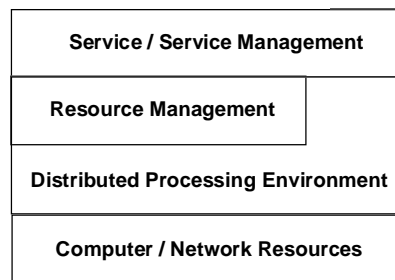 Service / Service Management
Resource Management
Distributed Processing Environment
Computer / Network Resources